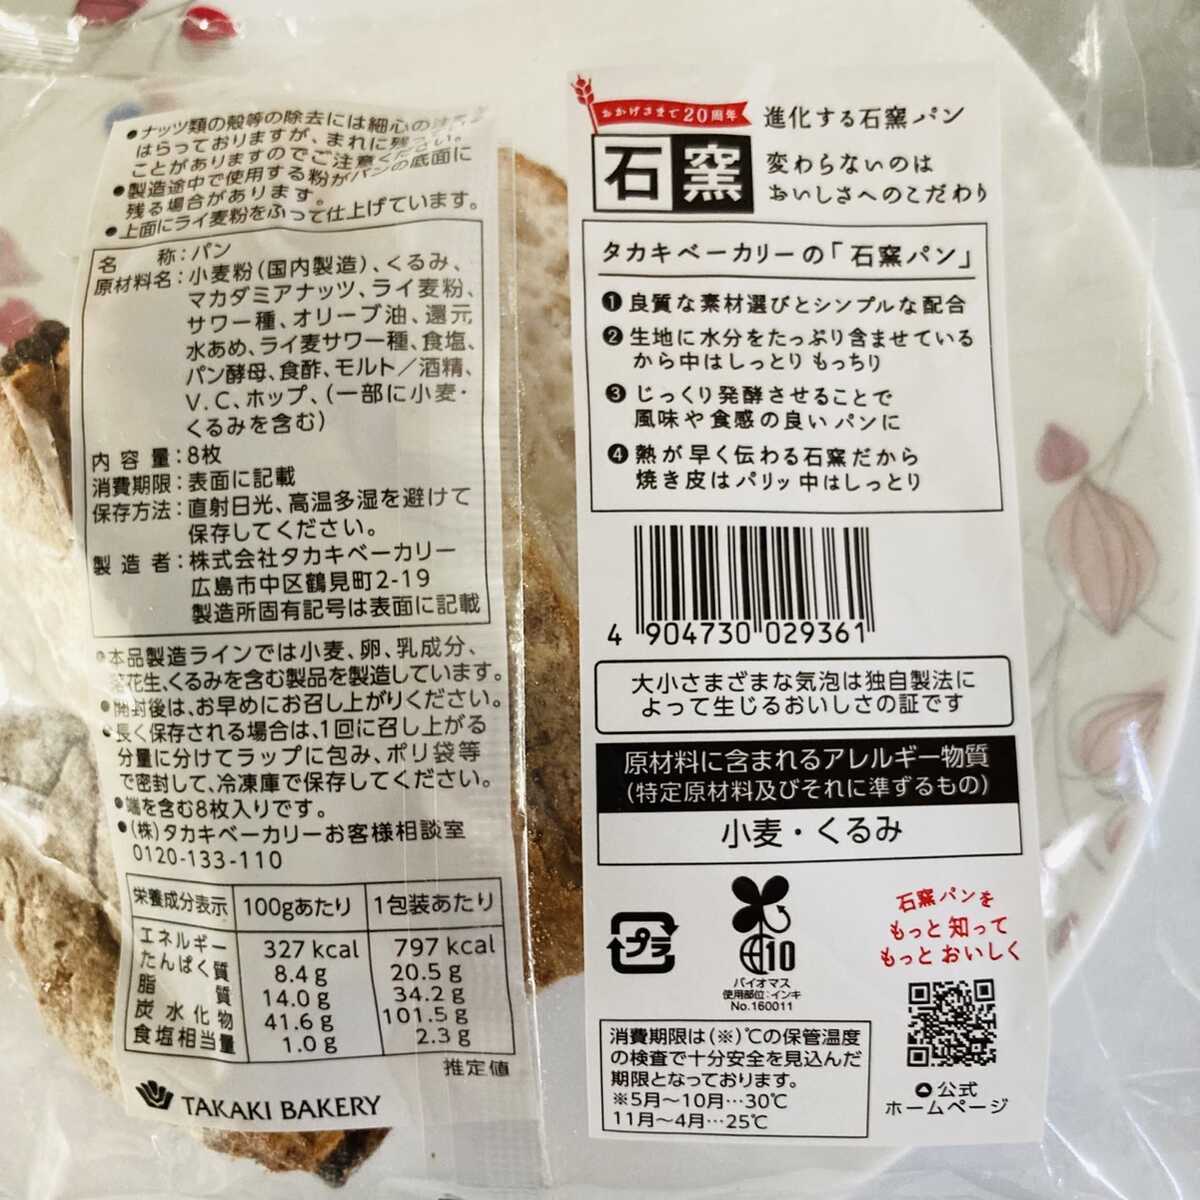 ●ナッツ類の殻等の除去には細心の注意を
はらっておりますが、まれに残っている
ことがありますのでご注意ください。
●製造途中で使用する粉がパンの底面に
残る場合があります。
●上面にライ麦粉をふって仕上げています。
名称:パン
原材料名:小麦粉(国内製造)、くるみ、
マカダミアナッツ、ライ麦粉、
サワー種、オリーブ油、還元
水あめ、ライ麦サワー種、食塩、
パン酵母、食酢、モルト/酒精、
V.C、ホップ、(一部に小麦・
くるみを含む)
内容量:8枚
消費期限:表面に記載
保存方法:直射日光、高温多湿を避けて
保存してください。
製造者:株式会社タカキベーカリー
広島市中区鶴見町2-19
製造所固有記号は表面に記載
●本品製造ラインでは小麦、卵、乳成分、
落花生、くるみを含む製品を製造しています。
●開封後は、お早めにお召し上がりください。
●長く保存される場合は、1回に召し上がる
分量に分けてラップに包み、ポリ袋等
で密封して、冷凍庫で保存してください。
●端を含む8枚入りです。
●(株)タカキベーカリーお客様相談室
0120-133-110
栄養成分表示 100gあたり 1包装あたり
エネルギー 327kcal 797kcal
たんぱく質 8.4g 20.5g
脂質 14.0g 34.2g
炭水化物 41.6g 101.5g
食塩相当量 1.0g 2.3g
推定値
TAKAKI BAKERY
おかげさまで20周年
石窯
進化する石窯パン
変わらないのは
おいしさへのこだわり
タカキベーカリーの「石窯パン」
❶良質な素材選びとシンプルな配合
❷生地に水分をたっぷり含ませている
から中はしっとり もっちり
❸じっくり発酵させることで
風味や食感の良いパンに
❹熱が早く伝わる石窯だから
焼き皮はパリッ 中はしっとり
4 904730 029361
大小さまざまな気泡は独自製法に
よって生じるおいしさの証です
原材料に含まれるアレルギー物質
(特定原材料及びそれに準ずるもの)
小麦・くるみ
プラ
10
バイオマス
使用部位:インキ
No.160011
石窯パンを
もっと知って
もっとおいしく
消費期限は(※)℃の保管温度
の検査で十分安全を見込んだ
期限となっております。
※5月〜10月…30℃
11月〜4月…25℃
公式
ホームページ